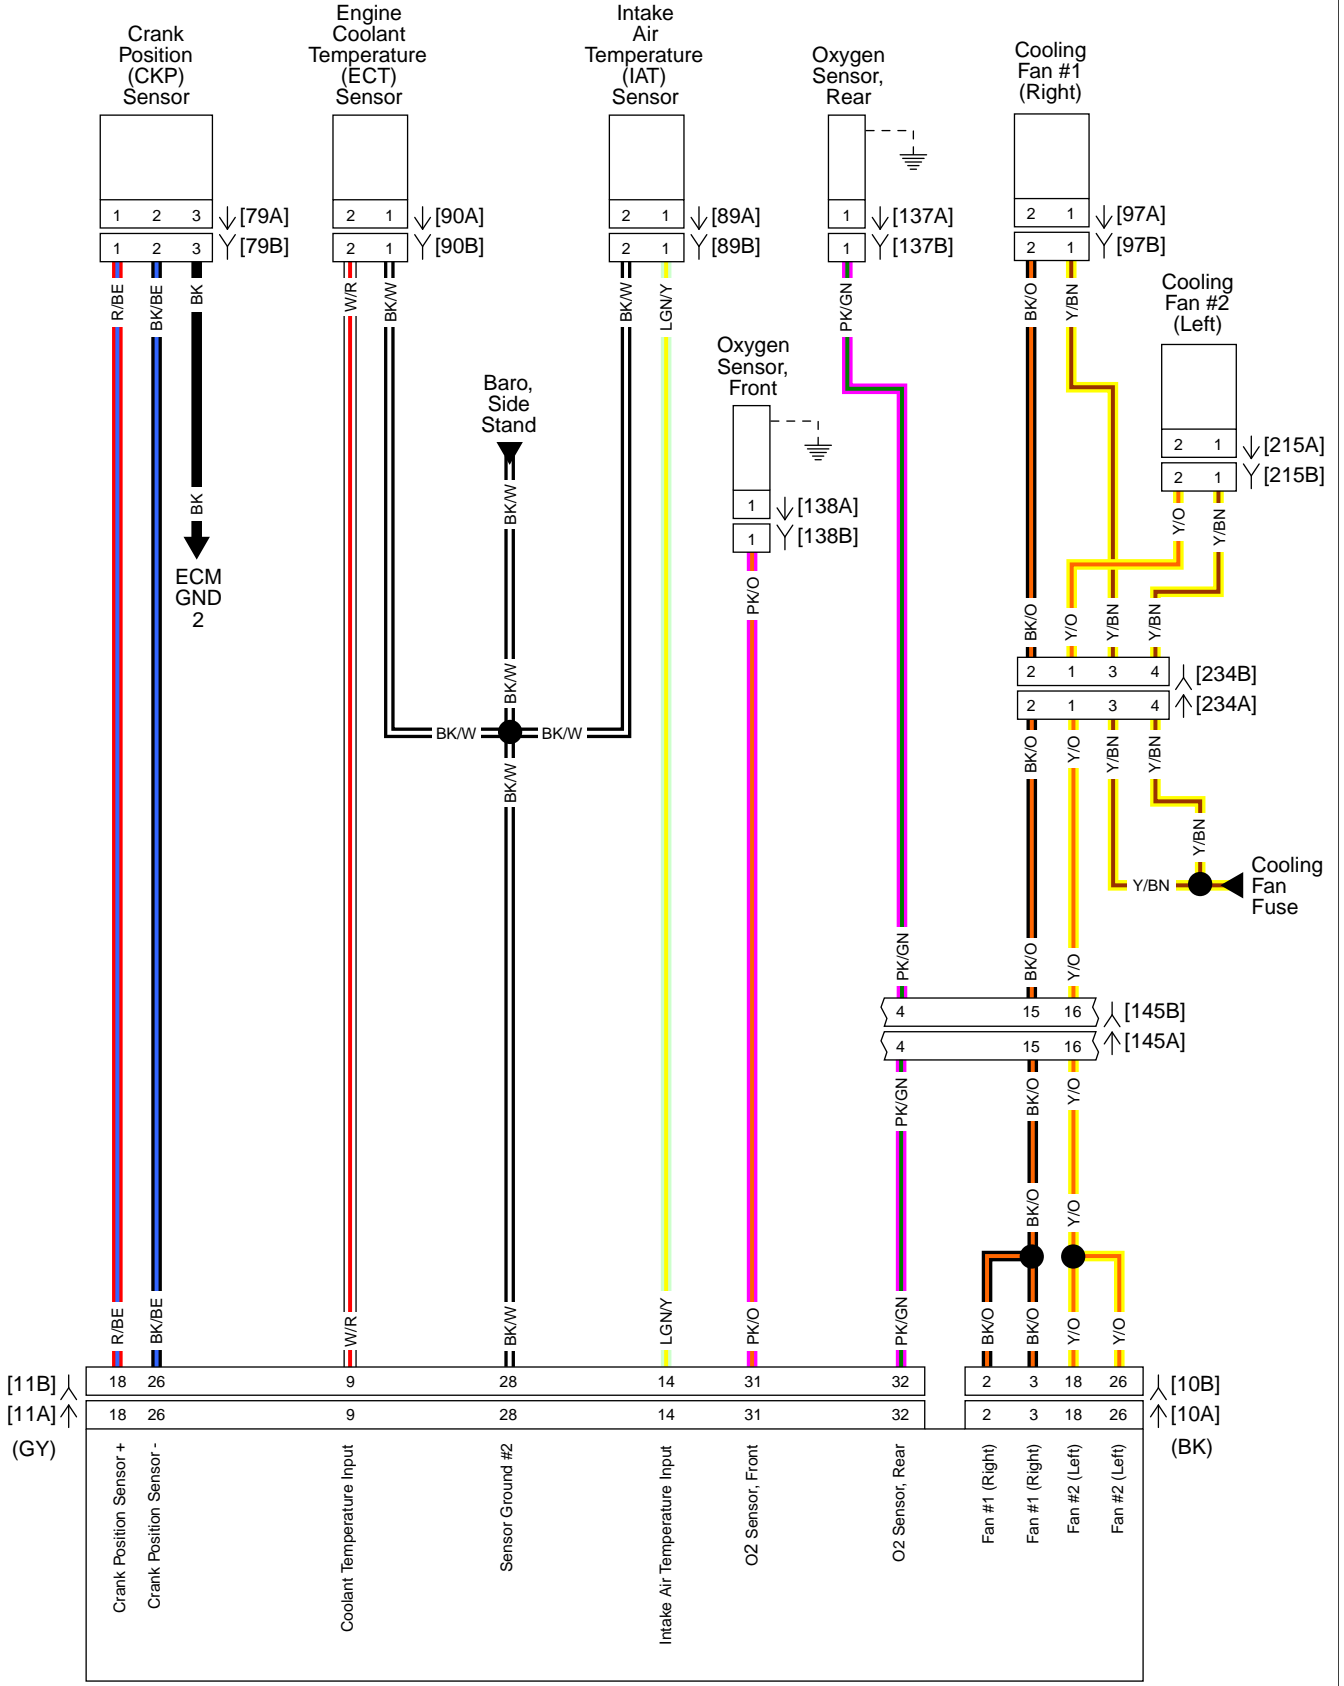 Crank
Position
(CKP)
Sensor
Engine
Coolant
Temperature
(ECT)
Sensor
Intake
Air
Temperature
(IAT)
Sensor
Oxygen
Sensor,
Rear
Cooling
Fan #1
(Right)
1 2 3 [79A]
1 2 3 [79B]
2 1 [90A]
2 1 [90B]
2 1 [89A]
2 1 [89B]
1 [137A]
1 [137B]
2 1 [97A]
2 1 [97B]
R/BE BK/BE BK W/R BK/W BK/W LGN/Y PK/GN BK/O Y/BN
Cooling
Fan #2
(Left)
2 1 [215A]
2 1 [215B]
Y/O Y/BN
Oxygen
Sensor,
Front
1 [138A]
1 [138B]
PK/O
Baro,
Side
Stand
BK/W
BK
ECM
GND
2
BK/O Y/O Y/BN Y/BN
2 1 3 4 [234B]
2 1 3 4 [234A]
BK/O Y/O Y/BN Y/BN
BK/W
BK/W BK/W
BK/W
Y/BN
Y/BN
Cooling
Fan
Fuse
PK/GN BK/O Y/O
4 15 16 [145B]
4 15 16 [145A]
PK/GN BK/O Y/O
BK/O Y/O
R/BE BK/BE W/R BK/W LGN/Y PK/O PK/GN BK/O BK/O Y/O Y/O
[11B] 18 26 9 28 14 31 32 2 3 18 26 [10B]
[11A] 18 26 9 28 14 31 32 2 3 18 26 [10A]
(GY) (BK)
Crank Position Sensor +
Crank Position Sensor -
Coolant Temperature Input
Sensor Ground #2
Intake Air Temperature Input
O2 Sensor, Front
O2 Sensor, Rear
Fan #1 (Right)
Fan #1 (Right)
Fan #2 (Left)
Fan #2 (Left)